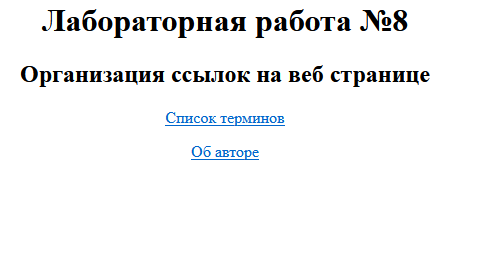 Лабораторная работа №8
Организация ссылок на веб странице
Список терминов
Об авторе